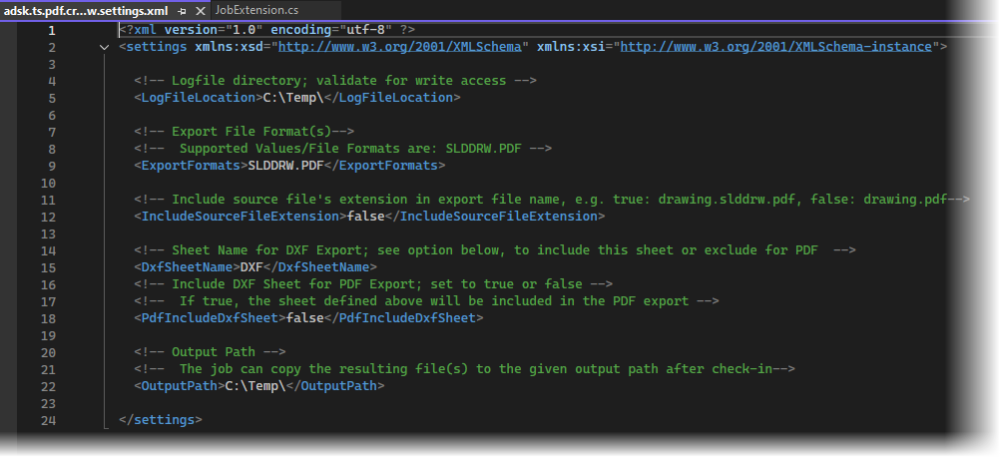 adsk.ts.pdf.cr...w.settings.xml JobExtension.cs
1 <?xml version="1.0" encoding="utf-8" ?>
2 <settings xmlns:xsd="http://www.w3.org/2001/XMLSchema" xmlns:xsi="http://www.w3.org/2001/XMLSchema-instance">
3
4 <!-- Logfile directory; validate for write access -->
5 <LogFileLocation>C:\Temp\</LogFileLocation>
6
7 <!-- Export File Format(s)-->
8 <!--  Supported Values/File Formats are: SLDDRW.PDF -->
9 <ExportFormats>SLDDRW.PDF</ExportFormats>
10
11 <!-- Include source file's extension in export file name, e.g. true: drawing.slddrw.pdf, false: drawing.pdf-->
12 <IncludeSourceFileExtension>false</IncludeSourceFileExtension>
13
14 <!-- Sheet Name for DXF Export; see option below, to include this sheet or exclude for PDF  -->
15 <DxfSheetName>DXF</DxfSheetName>
16 <!-- Include DXF Sheet for PDF Export; set to true or false -->
17 <!--  If true, the sheet defined above will be included in the PDF export -->
18 <PdfIncludeDxfSheet>false</PdfIncludeDxfSheet>
19
20 <!-- Output Path -->
21 <!--  The job can copy the resulting file(s) to the given output path after check-in-->
22 <OutputPath>C:\Temp\</OutputPath>
23
24 </settings>